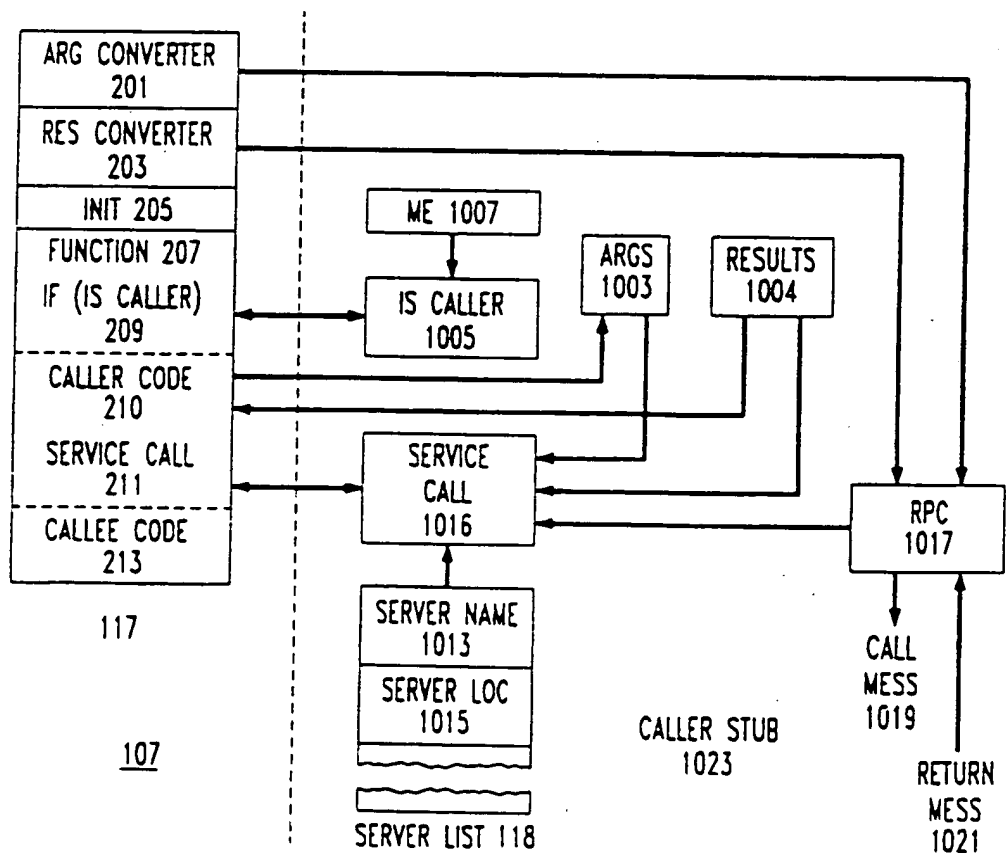 ARG CONVERTER
201
RES CONVERTER
203
INIT 205
FUNCTION 207
IF (IS CALLER)
209
CALLER CODE
210
SERVICE CALL
211
CALLEE CODE
213
117
107
ME 1007
IS CALLER
1005
ARGS
1003
RESULTS
1004
SERVICE
CALL
1016
SERVER NAME
1013
SERVER LOC
1015
SERVER LIST 118
RPC
1017
CALL
MESS
1019
CALLER STUB
1023
RETURN
MESS
1021